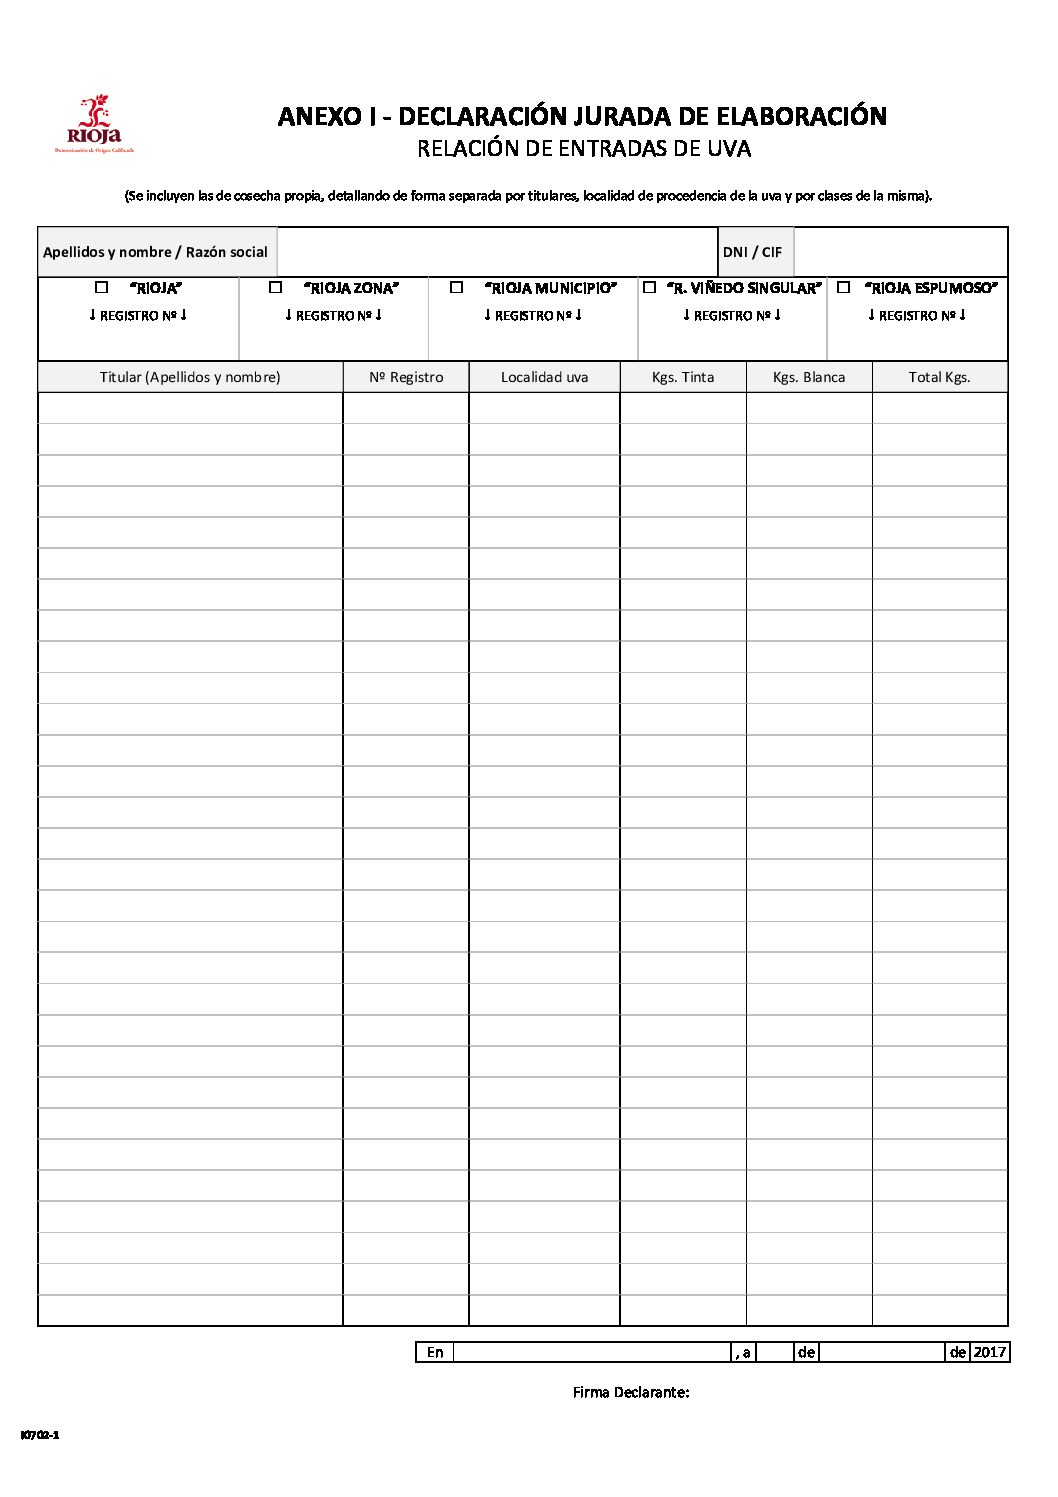 RIOJA
Denominación de Origen Calificada
ANEXO I - DECLARACIÓN JURADA DE ELABORACIÓN
RELACIÓN DE ENTRADAS DE UVA
(Se incluyen las de cosecha propia, detallando de forma separada por titulares, localidad de procedencia de la uva y por clases de la misma).
Apellidos y nombre / Razón social DNI / CIF
☐ “RIOJA” ☐ “RIOJA ZONA” ☐ “RIOJA MUNICIPIO” ☐ “R. VIÑEDO SINGULAR” ☐ “RIOJA ESPUMOSO”
↓ REGISTRO Nº ↓ ↓ REGISTRO Nº ↓ ↓ REGISTRO Nº ↓ ↓ REGISTRO Nº ↓ ↓ REGISTRO Nº ↓
Titular (Apellidos y nombre) Nº Registro Localidad uva Kgs. Tinta Kgs. Blanca Total Kgs.
En , a de de 2017
Firma Declarante:
I0702-1